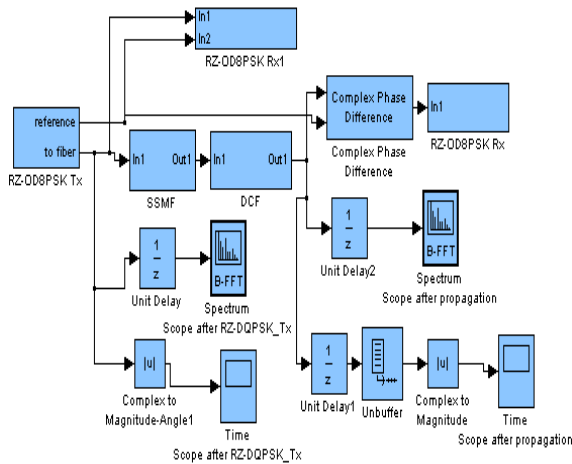 In1
In2
RZ-OD8PSK Rx1
reference
to fiber
RZ-OD8PSK Tx
In1 Out1
SSMF
In1 Out1
DCF
Complex Phase
Difference
Complex Phase
Difference
In1
RZ-OD8PSK Rx
1
z
Unit Delay
B-FFT
Spectrum
Scope after RZ-DQPSK_Tx
1
z
Unit Delay2
B-FFT
Spectrum
Scope after propagation
|u|
Complex to
Magnitude-Angle1
Time
Scope after RZ-DQPSK_Tx
1
z
Unit Delay1
Unbuffer
|u|
Complex to
Magnitude
Time
Scope after propagation